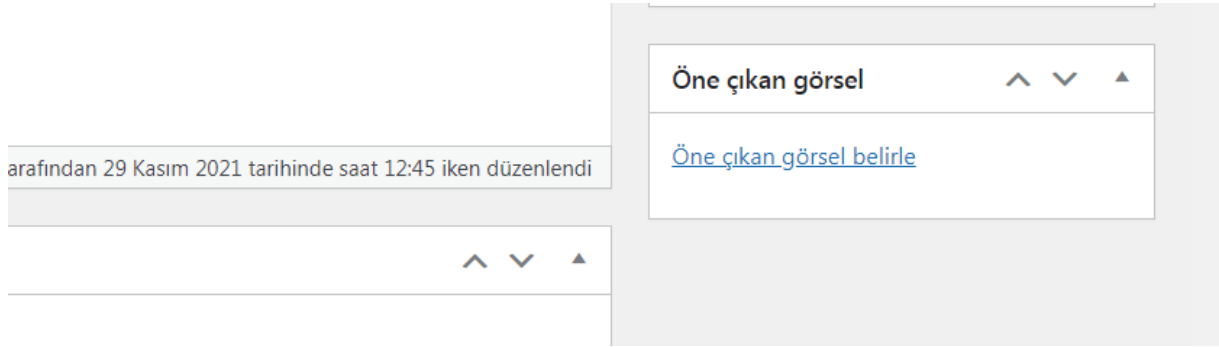 Öne çıkan görsel
Öne çıkan görsel belirle
arafından 29 Kasım 2021 tarihinde saat 12:45 iken düzenlendi